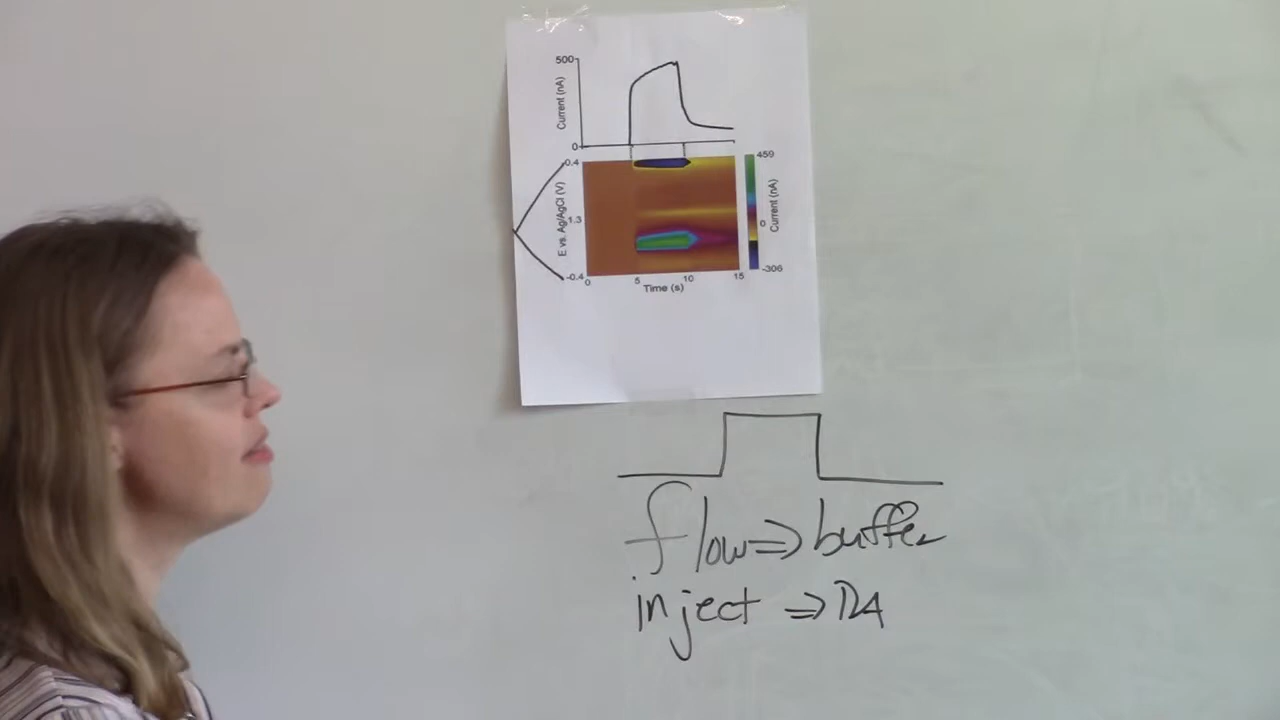 500
Current (nA)
0
-0.4
E vs. Ag/AgCl (V)
1.3
-0.4
0
5
10
15
Time (s)
459
0
-306
Current (nA)
flow ⇒ buffer
inject ⇒ DA